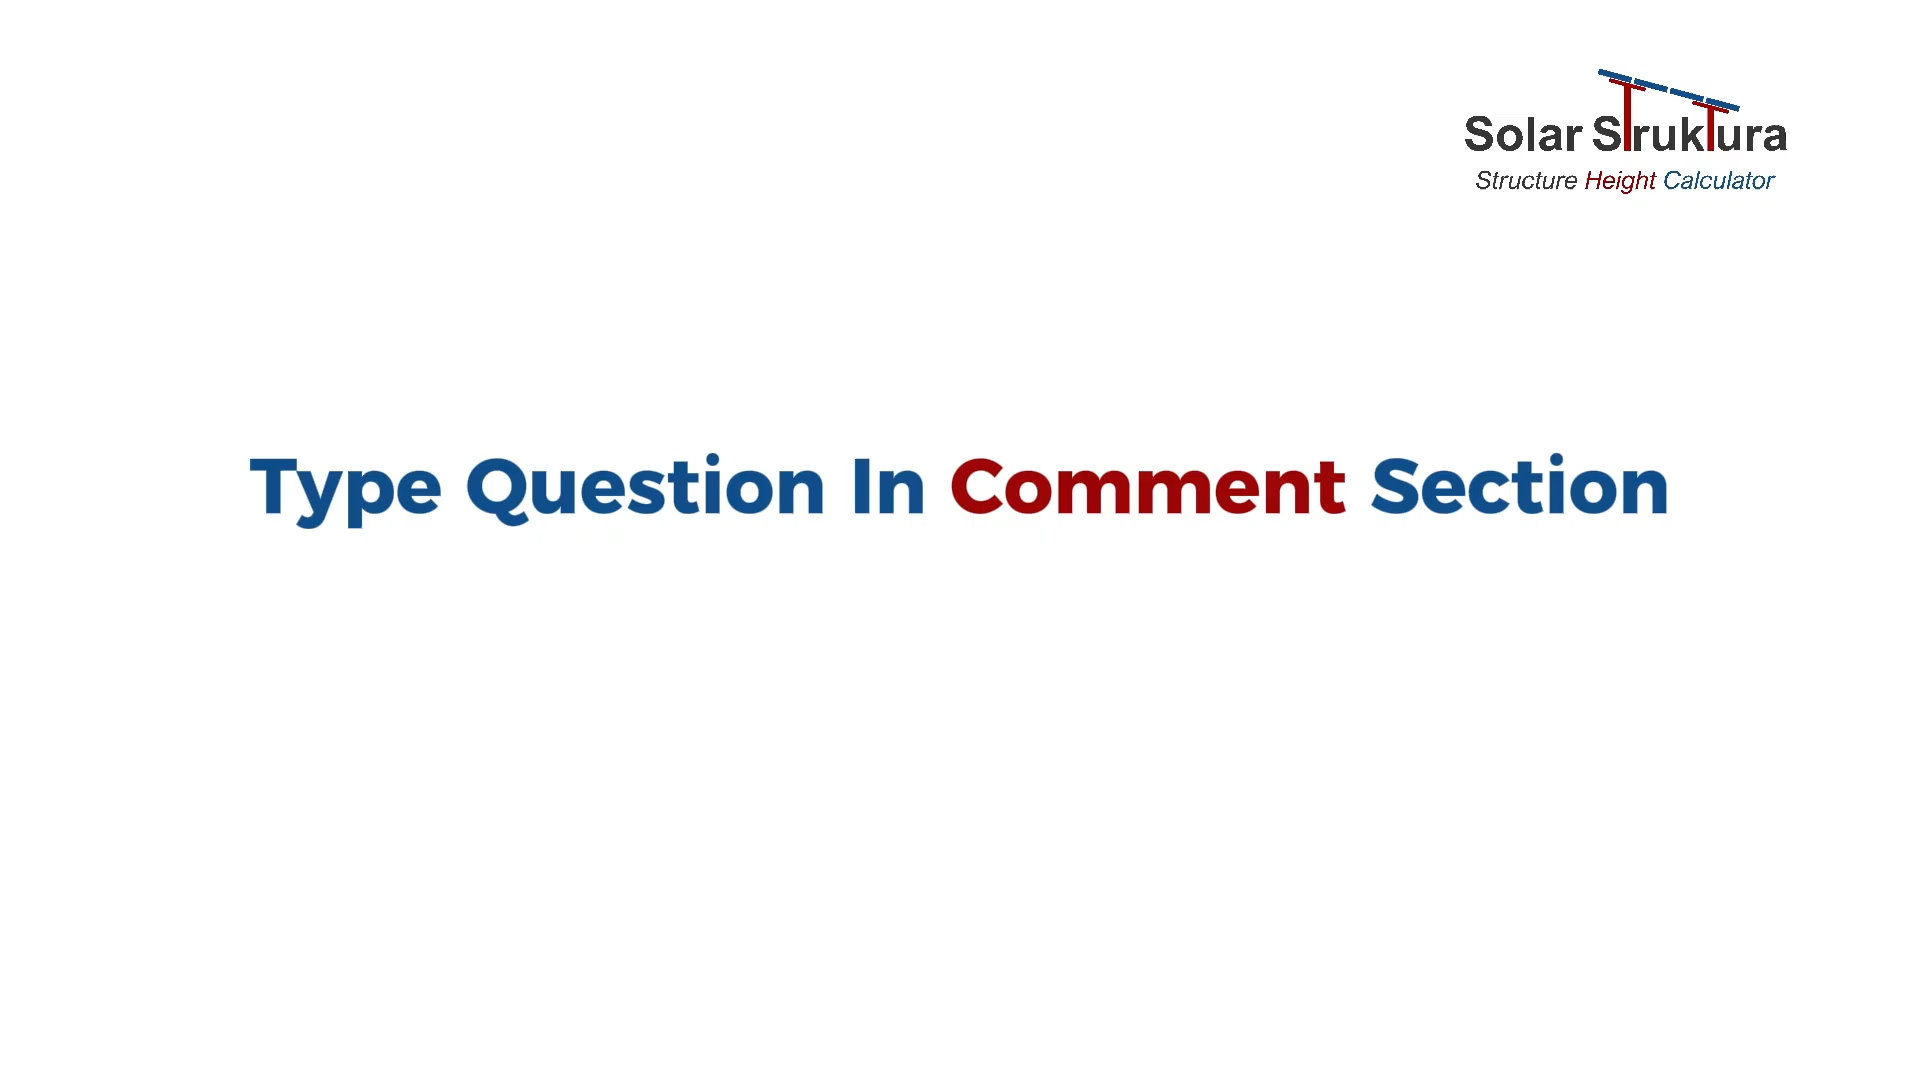 Solar StrukTura
Structure Height Calculator
Type Question In Comment Section